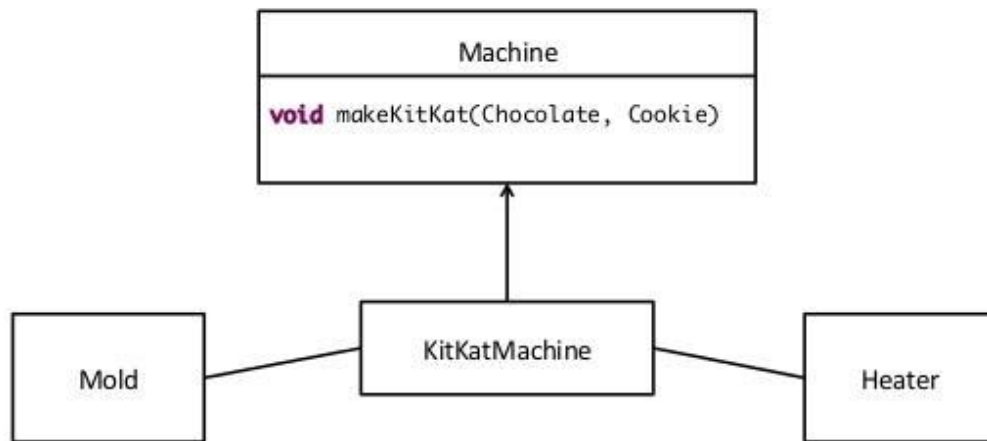 Machine
void makeKitKat(Chocolate, Cookie)
Mold
KitKatMachine
Heater